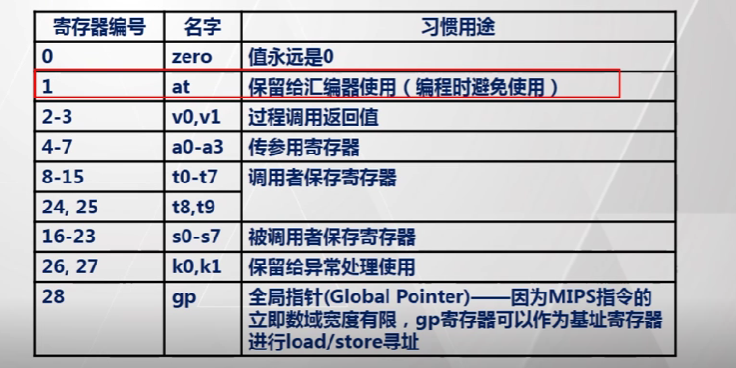 寄存器编号 名字 习惯用途
0 zero 值永远是0
1 at 保留给汇编器使用（编程时避免使用）
2-3 v0,v1 过程调用返回值
4-7 a0-a3 传参用寄存器
8-15 t0-t7 调用者保存寄存器
24, 25 t8,t9
16-23 s0-s7 被调用者保存寄存器
26, 27 k0,k1 保留给异常处理使用
28 gp 全局指针(Global Pointer)——因为MIPS指令的
立即数域宽度有限，gp寄存器可以作为基址寄存器
进行load/store寻址